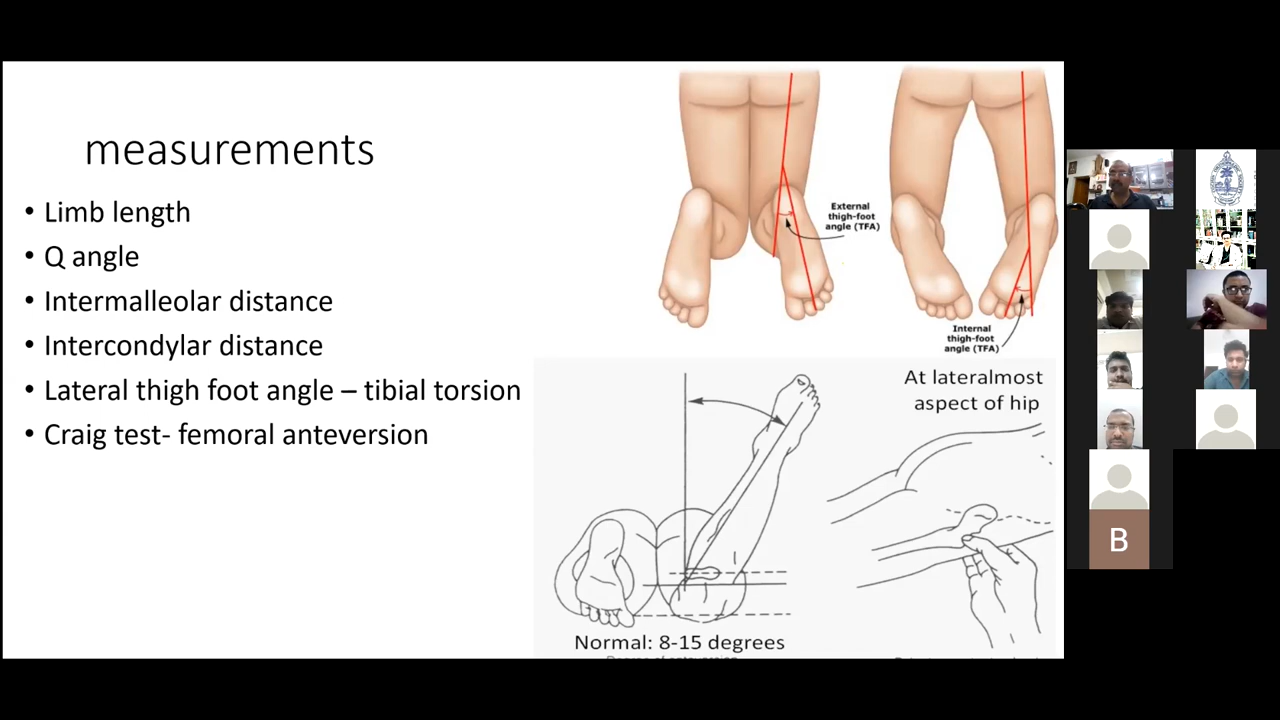 measurements
• Limb length
• Q angle
• Intermalleolar distance
• Intercondylar distance
• Lateral thigh foot angle – tibial torsion
• Craig test- femoral anteversion
External
thigh-foot
angle (TFA)
Internal
thigh-foot
angle (TFA)
At lateralmost
aspect of hip
Normal: 8-15 degrees
B